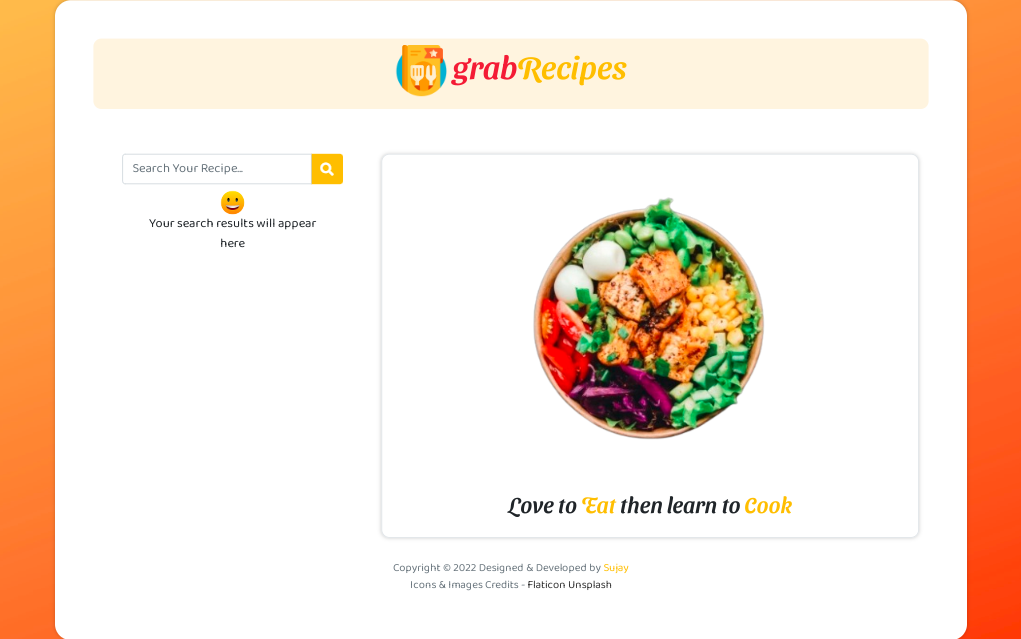 grabRecipes
Search Your Recipe...
Your search results will appear
here
Love to Eat then learn to Cook
Copyright © 2022 Designed & Developed by Sujay
Icons & Images Credits - Flaticon Unsplash